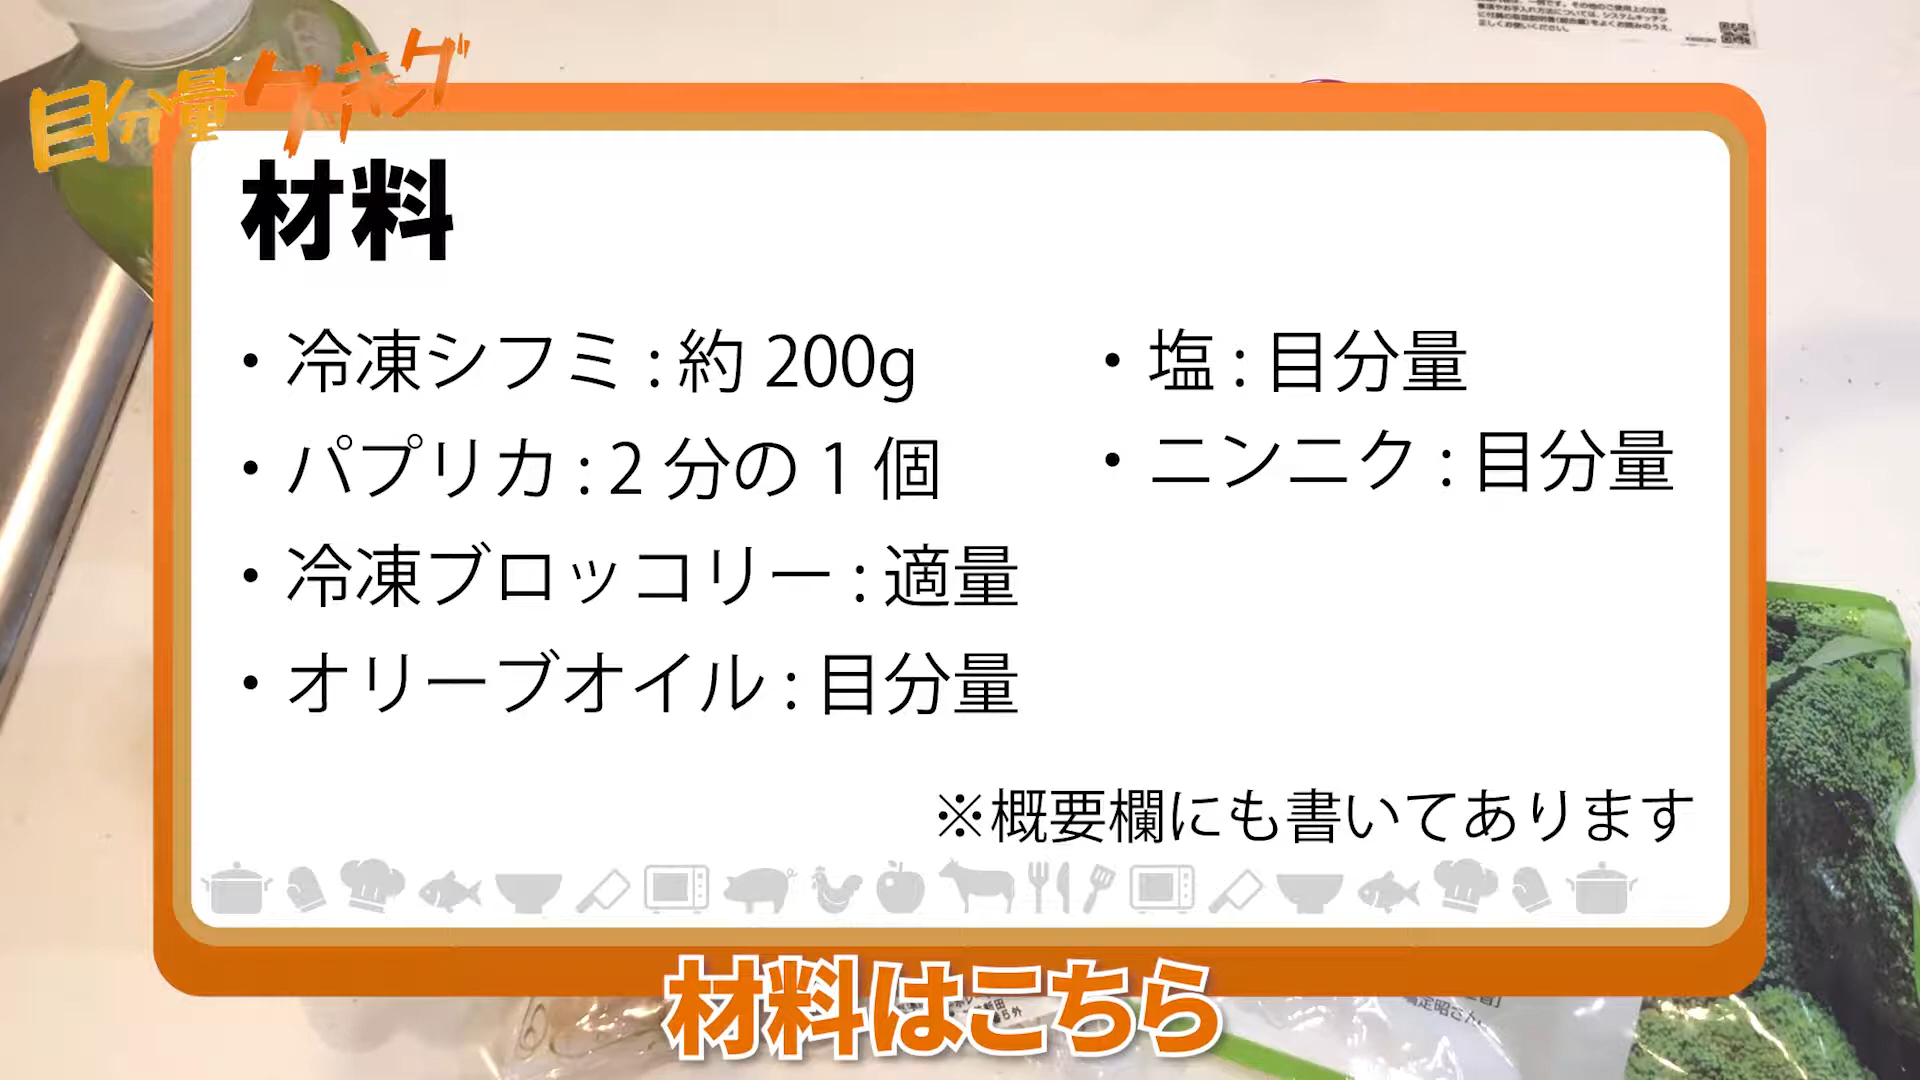 目分量クッキング
材料
・冷凍シフミ : 約 200g
・パプリカ : 2 分の 1 個
・冷凍ブロッコリー : 適量
・オリーブオイル : 目分量
・塩 : 目分量
・ニンニク : 目分量
※概要欄にも書いてあります
材料はこちら